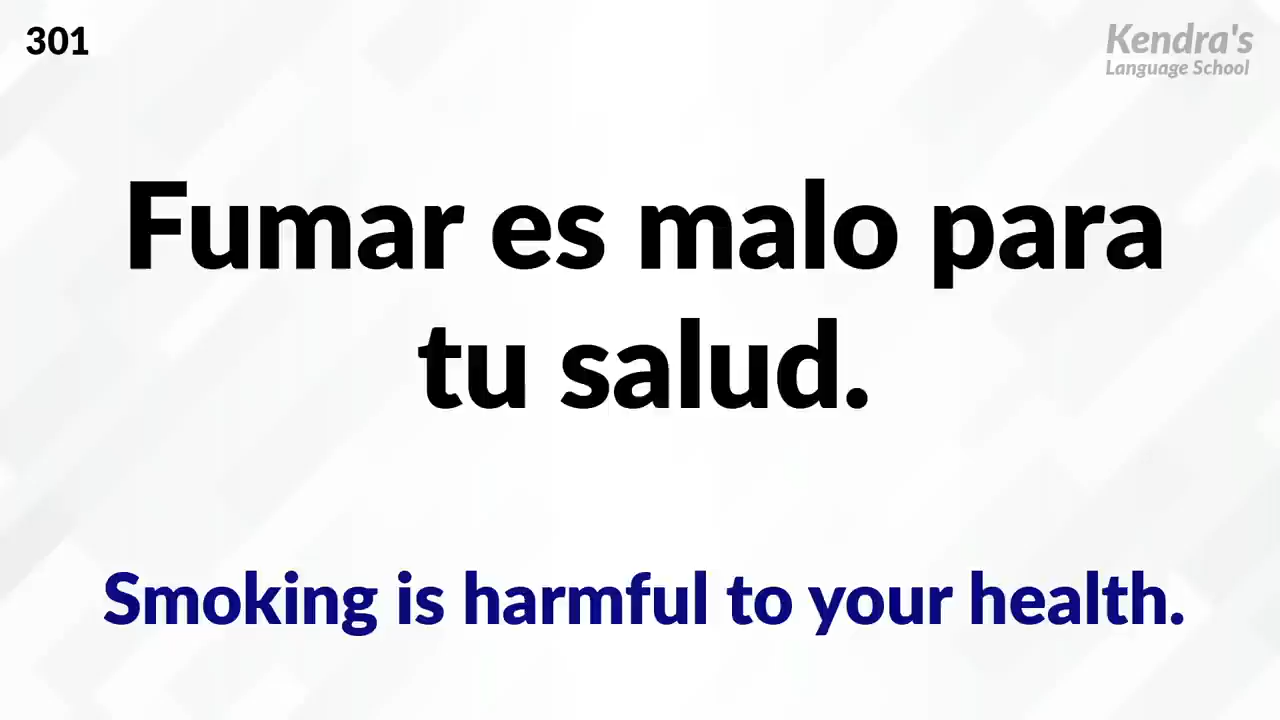 301
Kendra's
Language School
Fumar es malo para
tu salud.
Smoking is harmful to your health.